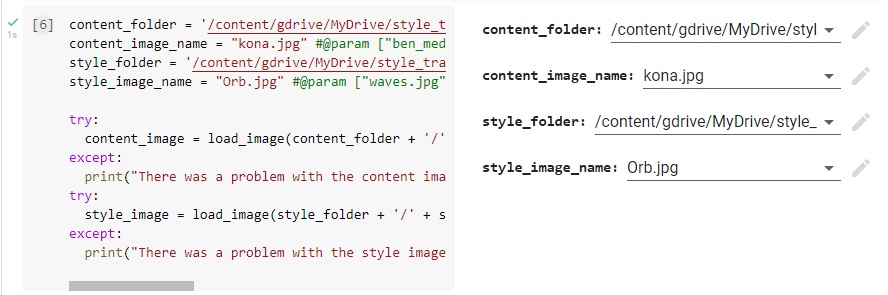 [6] content_folder = '/content/gdrive/MyDrive/style_t
content_image_name = "kona.jpg" #@param ["ben_med
style_folder = '/content/gdrive/MyDrive/style_tra
style_image_name = "Orb.jpg" #@param ["waves.jpg"
try:
content_image = load_image(content_folder + '/'
except:
print("There was a problem with the content ima
try:
style_image = load_image(style_folder + '/' + s
except:
print("There was a problem with the style image
1s
content_folder: /content/gdrive/MyDrive/styl
content_image_name: kona.jpg
style_folder: /content/gdrive/MyDrive/style_
style_image_name: Orb.jpg